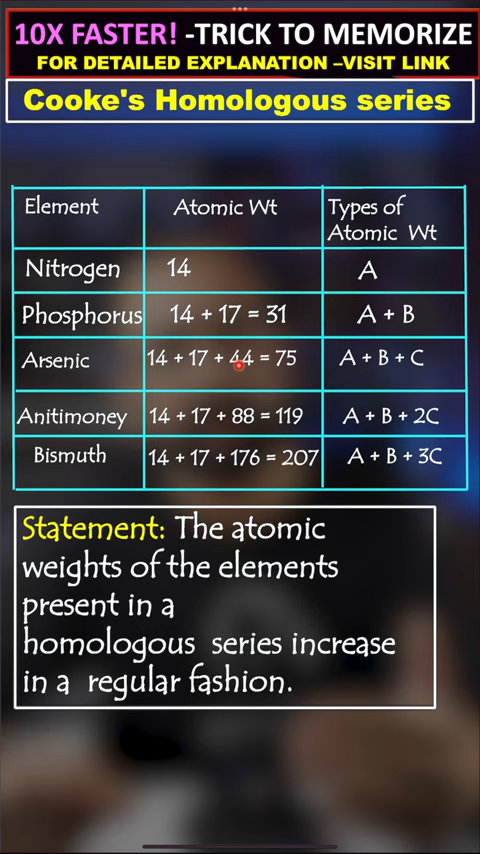 10X FASTER! -TRICK TO MEMORIZE
FOR DETAILED EXPLANATION –VISIT LINK
Cooke's Homologous series
Element Atomic Wt Types of Atomic Wt
Nitrogen 14 A
Phosphorus 14 + 17 = 31 A + B
Arsenic 14 + 17 + 44 = 75 A + B + C
Anitimoney 14 + 17 + 88 = 119 A + B + 2C
Bismuth 14 + 17 + 176 = 207 A + B + 3C
Statement: The atomic
weights of the elements
present in a
homologous series increase
in a regular fashion.